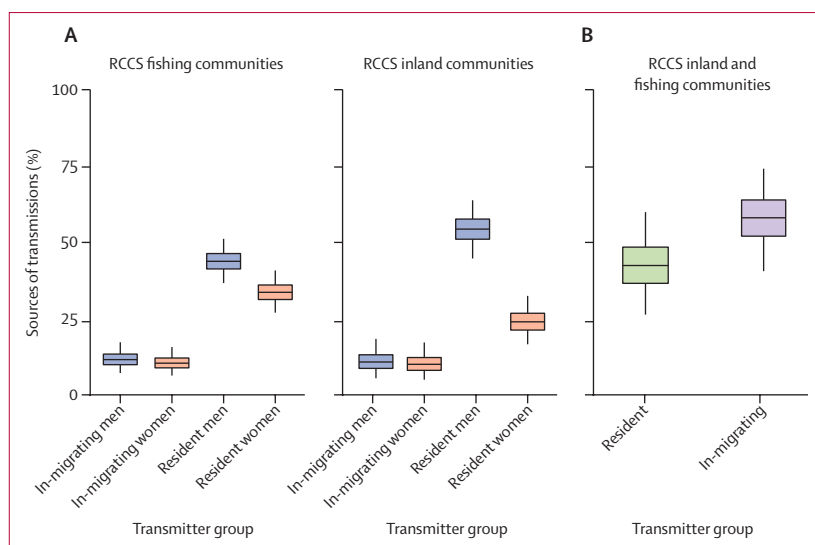 A
B
RCCS fishing communities
RCCS inland communities
RCCS inland and
fishing communities
Sources of transmissions (%)
100
75
50
25
0
In-migrating men
In-migrating women
Resident men
Resident women
In-migrating men
In-migrating women
Resident men
Resident women
Resident
In-migrating
Transmitter group
Transmitter group
Transmitter group